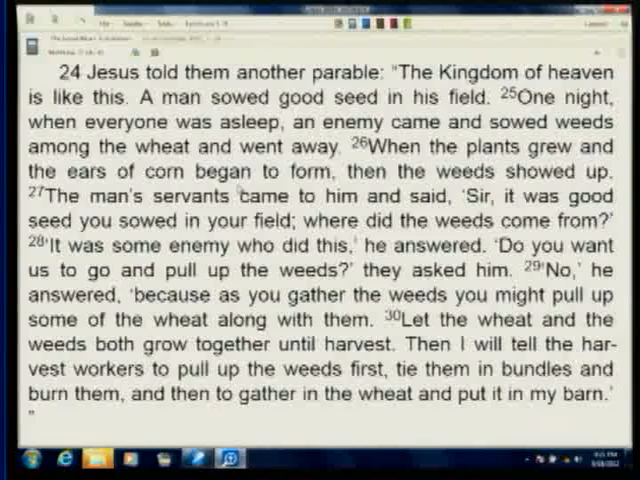 24 Jesus told them another parable: “The Kingdom of heaven
is like this. A man sowed good seed in his field. 25One night,
when everyone was asleep, an enemy came and sowed weeds
among the wheat and went away. 26When the plants grew and
the ears of corn began to form, then the weeds showed up.
27The man's servants came to him and said, ‘Sir, it was good
seed you sowed in your field; where did the weeds come from?’
28‘It was some enemy who did this,’ he answered. ‘Do you want
us to go and pull up the weeds?’ they asked him. 29‘No,’ he
answered, ‘because as you gather the weeds you might pull up
some of the wheat along with them. 30Let the wheat and the
weeds both grow together until harvest. Then I will tell the har-
vest workers to pull up the weeds first, tie them in bundles and
burn them, and then to gather in the wheat and put it in my barn.’
”